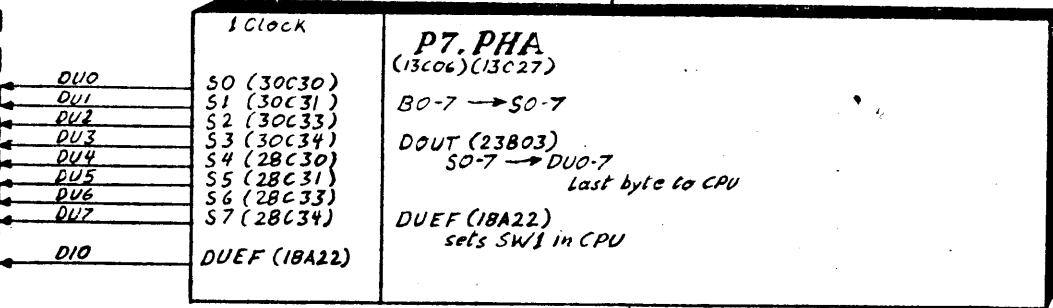 1 Clock
P7.PHA
(13C06)(13C27)
DU0
S0 (30C30)
DU1
S1 (30C31)
B0-7 → S0-7
DU2
S2 (30C33)
DU3
S3 (30C34)
DOUT (23B03)
DU4
S4 (28C30)
S0-7 → DU0-7
DU5
S5 (28C31)
Last byte to CPU
DU6
S6 (28C33)
DU7
S7 (28C34)
DUEF (18A22)
sets SW1 in CPU
DIO
DUEF (18A22)